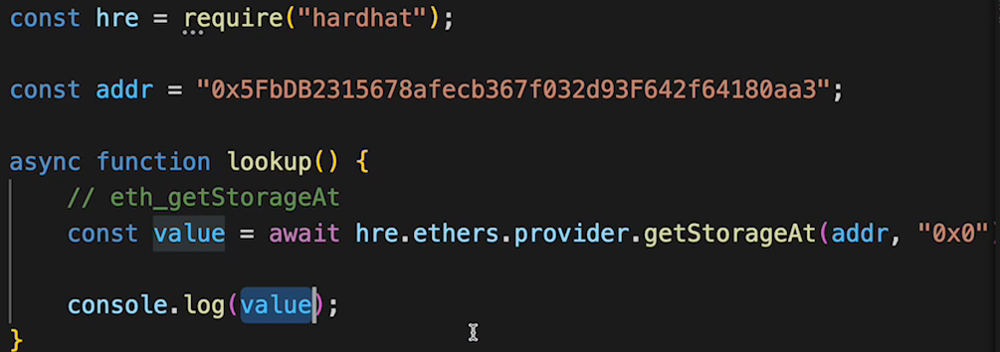 const hre = require("hardhat");
const addr = "0x5FbDB2315678afecb367f032d93F642f64180aa3";
async function lookup() {
// eth_getStorageAt
const value = await hre.ethers.provider.getStorageAt(addr, "0x0"
console.log(value);
}